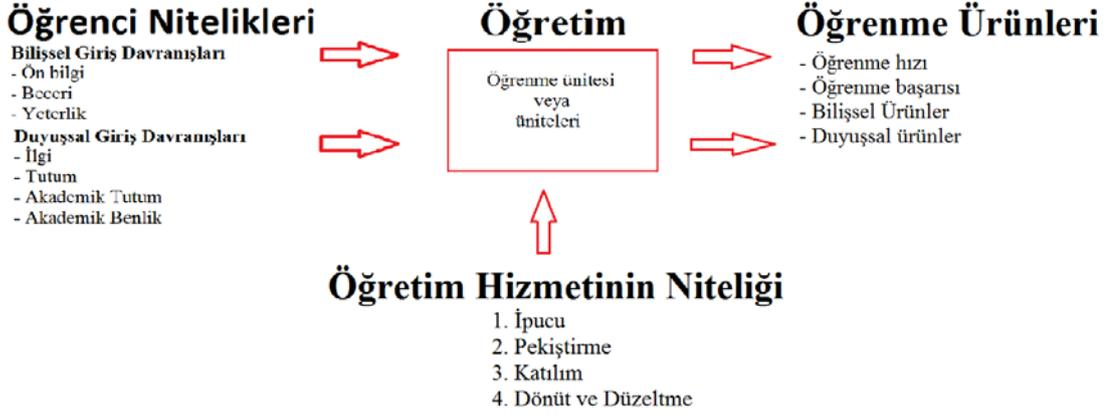 Öğrenci Nitelikleri
Bilişsel Giriş Davranışları
- Ön bilgi
- Beceri
- Yeterlik
Duyuşsal Giriş Davranışları
- İlgi
- Tutum
- Akademik Tutum
- Akademik Benlik
Öğretim
Öğrenme ünitesi
veya
üniteleri
Öğrenme Ürünleri
- Öğrenme hızı
- Öğrenme başarısı
- Bilişsel Ürünler
- Duyuşsal ürünler
Öğretim Hizmetinin Niteliği
1. İpucu
2. Pekiştirme
3. Katılım
4. Dönüt ve Düzeltme